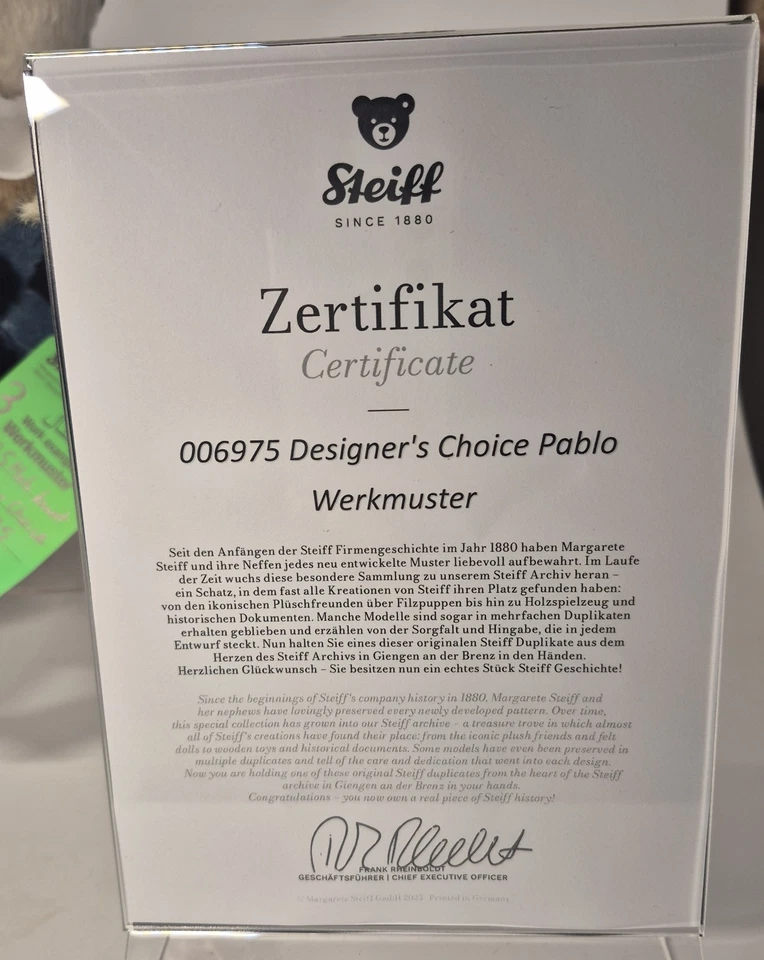 Steiff
SINCE 1880
Zertifikat
Certificate
006975 Designer's Choice Pablo
Werkmuster
Seit den Anfängen der Steiff Firmengeschichte im Jahr 1880 haben Margarete
Steiff und ihre Neffen jedes neu entwickelte Muster liebevoll aufbewahrt. Im Laufe
der Zeit wuchs diese besondere Sammlung zu unserem Steiff Archiv heran –
ein Schatz, in dem fast alle Kreationen von Steiff ihren Platz gefunden haben:
von den ikonischen Plüschfreunden über Filzpuppen bis hin zu Holzspielzeug und
historischen Dokumenten. Manche Modelle sind sogar in mehrfachen Duplikaten
erhalten geblieben und erzählen von der Sorgfalt und Hingabe, die in jedem
Entwurf steckt. Nun halten Sie eines dieser originalen Steiff Duplikate aus dem
Herzen des Steiff Archivs in Giengen an der Brenz in den Händen.
Herzlichen Glückwunsch – Sie besitzen nun ein echtes Stück Steiff Geschichte!
Since the beginnings of Steiff's company history in 1880, Margarete Steiff and
her nephews have lovingly preserved every newly developed pattern. Over time,
this special collection has grown into our Steiff archive – a treasure trove in which almost
all of Steiff's creations have found their place: from the iconic plush friends and felt
dolls to wooden toys and historical documents. Some models have even been preserved in
multiple duplicates and tell of the care and dedication that went into each design.
Now you are holding one of these original Steiff duplicates from the heart of the Steiff
archive in Giengen an der Brenz in your hands.
Congratulations – you now own a real piece of Steiff history!
FRANK RHEINBOLDT
GESCHÄFTSFÜHRER | CHIEF EXECUTIVE OFFICER
© Margarete Steiff GmbH Printed in Germany
Werkmuster